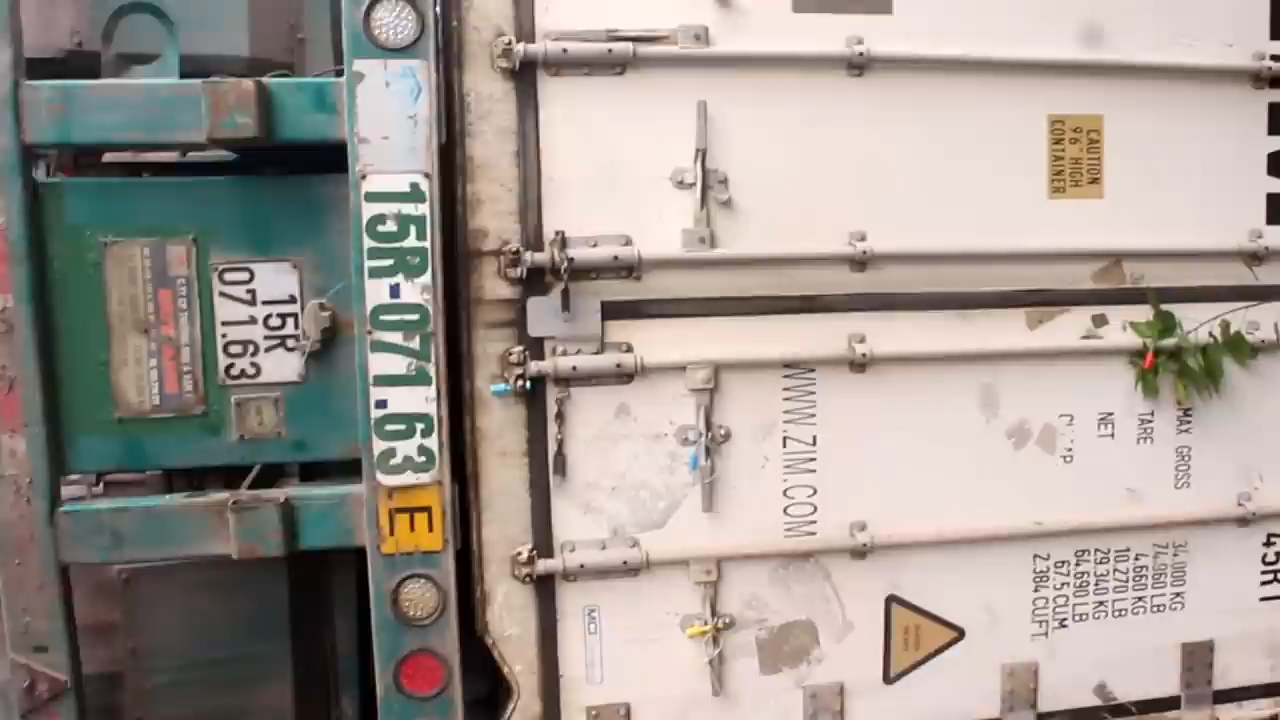 45R1
CAUTION
9'6" HIGH
CONTAINER
MAX GROSS
34.000 KG
74.960 LB
TARE
4.660 KG
10.270 LB
NET
29.340 KG
64.690 LB
67.5 CU.M
2.384 CU.FT.
WWW.ZIM.COM
MCI
15R-071.63
E
15R
071.63